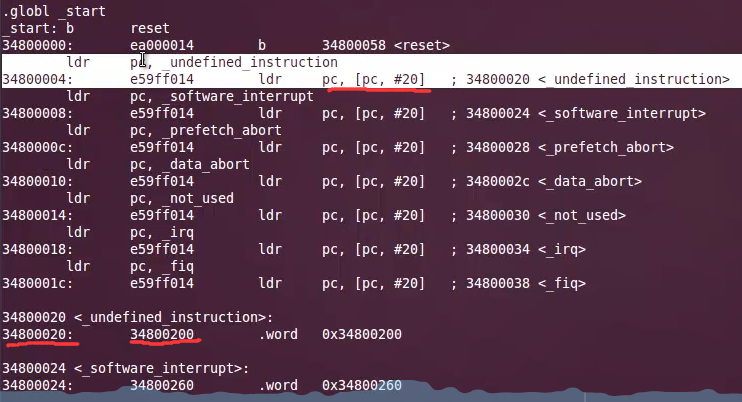 .globl _start
_start: b reset
34800000: ea000014 b 34800058 <reset>
ldr pc, _undefined_instruction
34800004: e59ff014 ldr pc, [pc, #20] ; 34800020 <_undefined_instruction>
ldr pc, _software_interrupt
34800008: e59ff014 ldr pc, [pc, #20] ; 34800024 <_software_interrupt>
ldr pc, _prefetch_abort
3480000c: e59ff014 ldr pc, [pc, #20] ; 34800028 <_prefetch_abort>
ldr pc, _data_abort
34800010: e59ff014 ldr pc, [pc, #20] ; 3480002c <_data_abort>
ldr pc, _not_used
34800014: e59ff014 ldr pc, [pc, #20] ; 34800030 <_not_used>
ldr pc, _irq
34800018: e59ff014 ldr pc, [pc, #20] ; 34800034 <_irq>
ldr pc, _fiq
3480001c: e59ff014 ldr pc, [pc, #20] ; 34800038 <_fiq>
34800020 <_undefined_instruction>:
34800020: 34800200 .word 0x34800200
34800024 <_software_interrupt>:
34800024: 34800260 .word 0x34800260